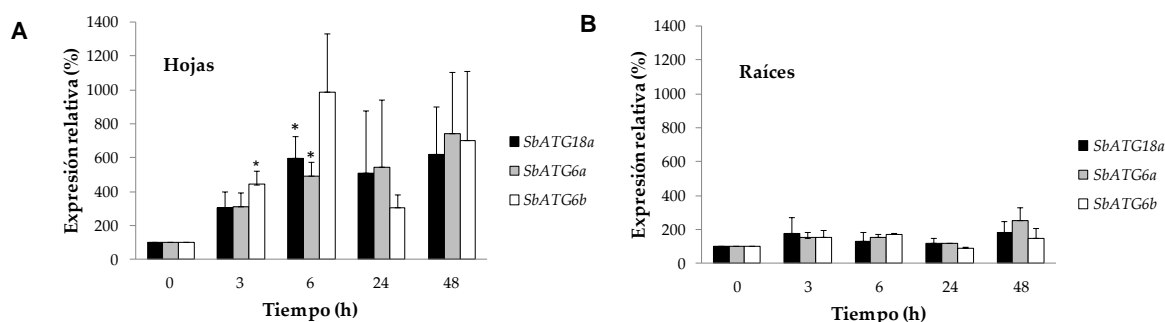 A
Hojas
Expresión relativa (%)
1400
1200
1000
800
600
400
200
0
*
*
*
0 3 6 24 48
Tiempo (h)
SbATG18a
SbATG6a
SbATG6b
B
Raíces
Expresión relativa (%)
1400
1200
1000
800
600
400
200
0
0 3 6 24 48
Tiempo (h)
SbATG18a
SbATG6a
SbATG6b